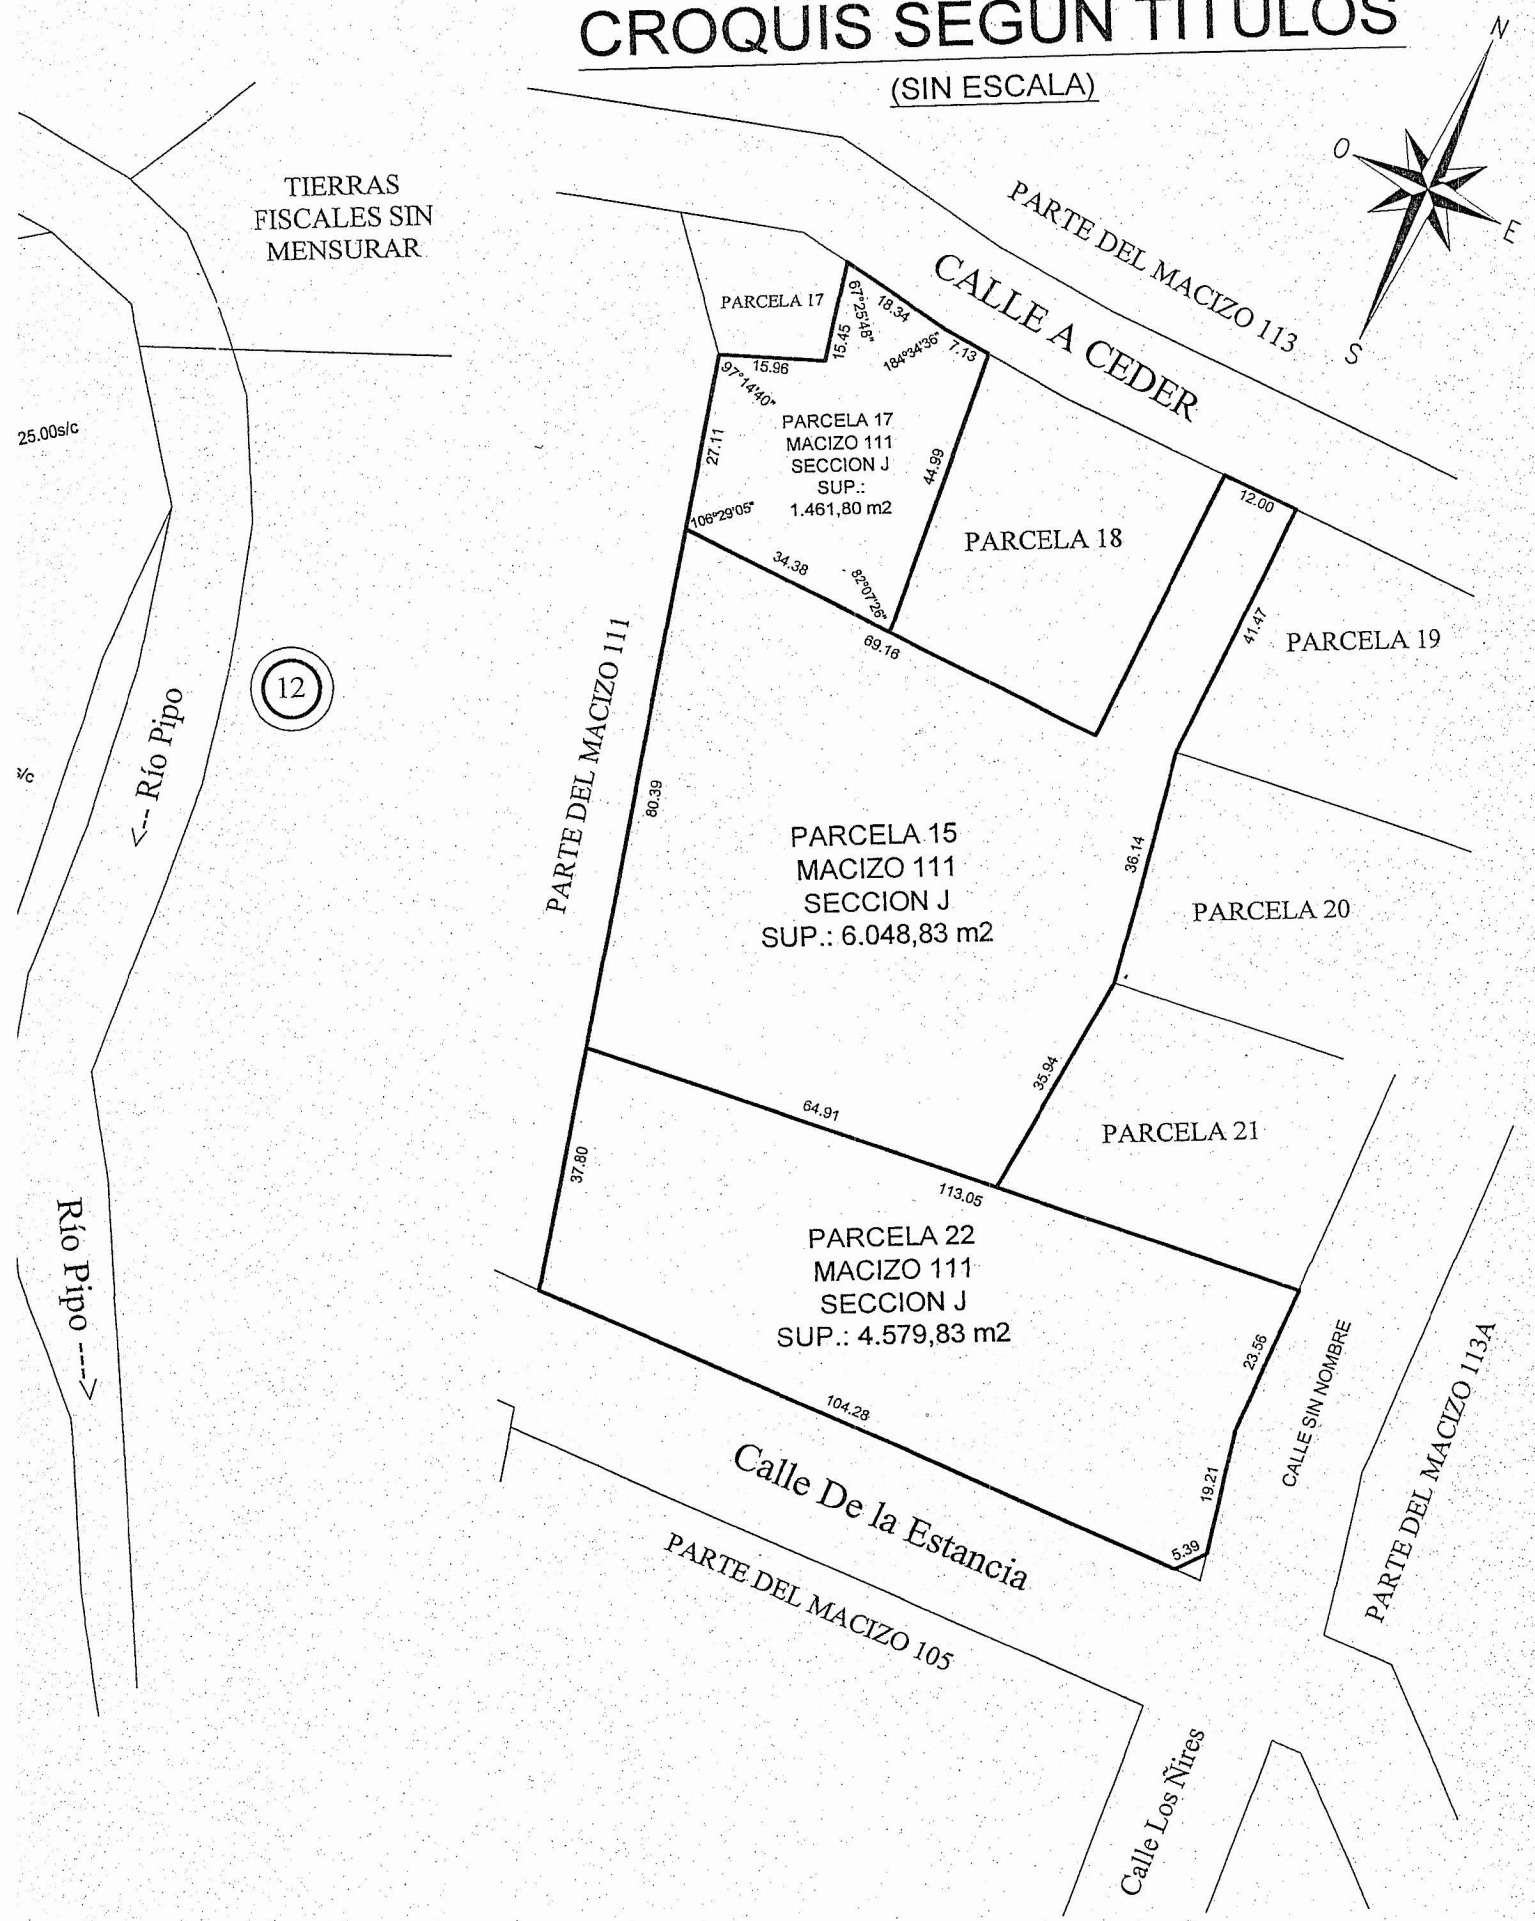 CROQUIS SEGUN TITULOS
(SIN ESCALA)
N
O
E
S
TIERRAS
FISCALES SIN
MENSURAR
PARTE DEL MACIZO 113
CALLE A CEDER
PARCELA 17
67°25'48"
18.34
15.45
184°34'36"
7.13
15.96
97°14'40"
PARCELA 17
MACIZO 111
SECCION J
SUP.:
1.461,80 m2
27.11
44.99
106°29'05"
34.38
82°07'26"
69.16
25.00s/c
PARCELA 18
12.00
41.47
PARCELA 19
12
<-- Río Pipo
s/c
PARTE DEL MACIZO 111
80.39
PARCELA 15
MACIZO 111
SECCION J
SUP.: 6.048,83 m2
36.14
PARCELA 20
35.94
64.91
PARCELA 21
37.80
113.05
Río Pipo ---->
PARCELA 22
MACIZO 111
SECCION J
SUP.: 4.579,83 m2
23.56
CALLE SIN NOMBRE
PARTE DEL MACIZO 113A
104.28
19.21
5.39
Calle De la Estancia
PARTE DEL MACIZO 105
Calle Los Ñires